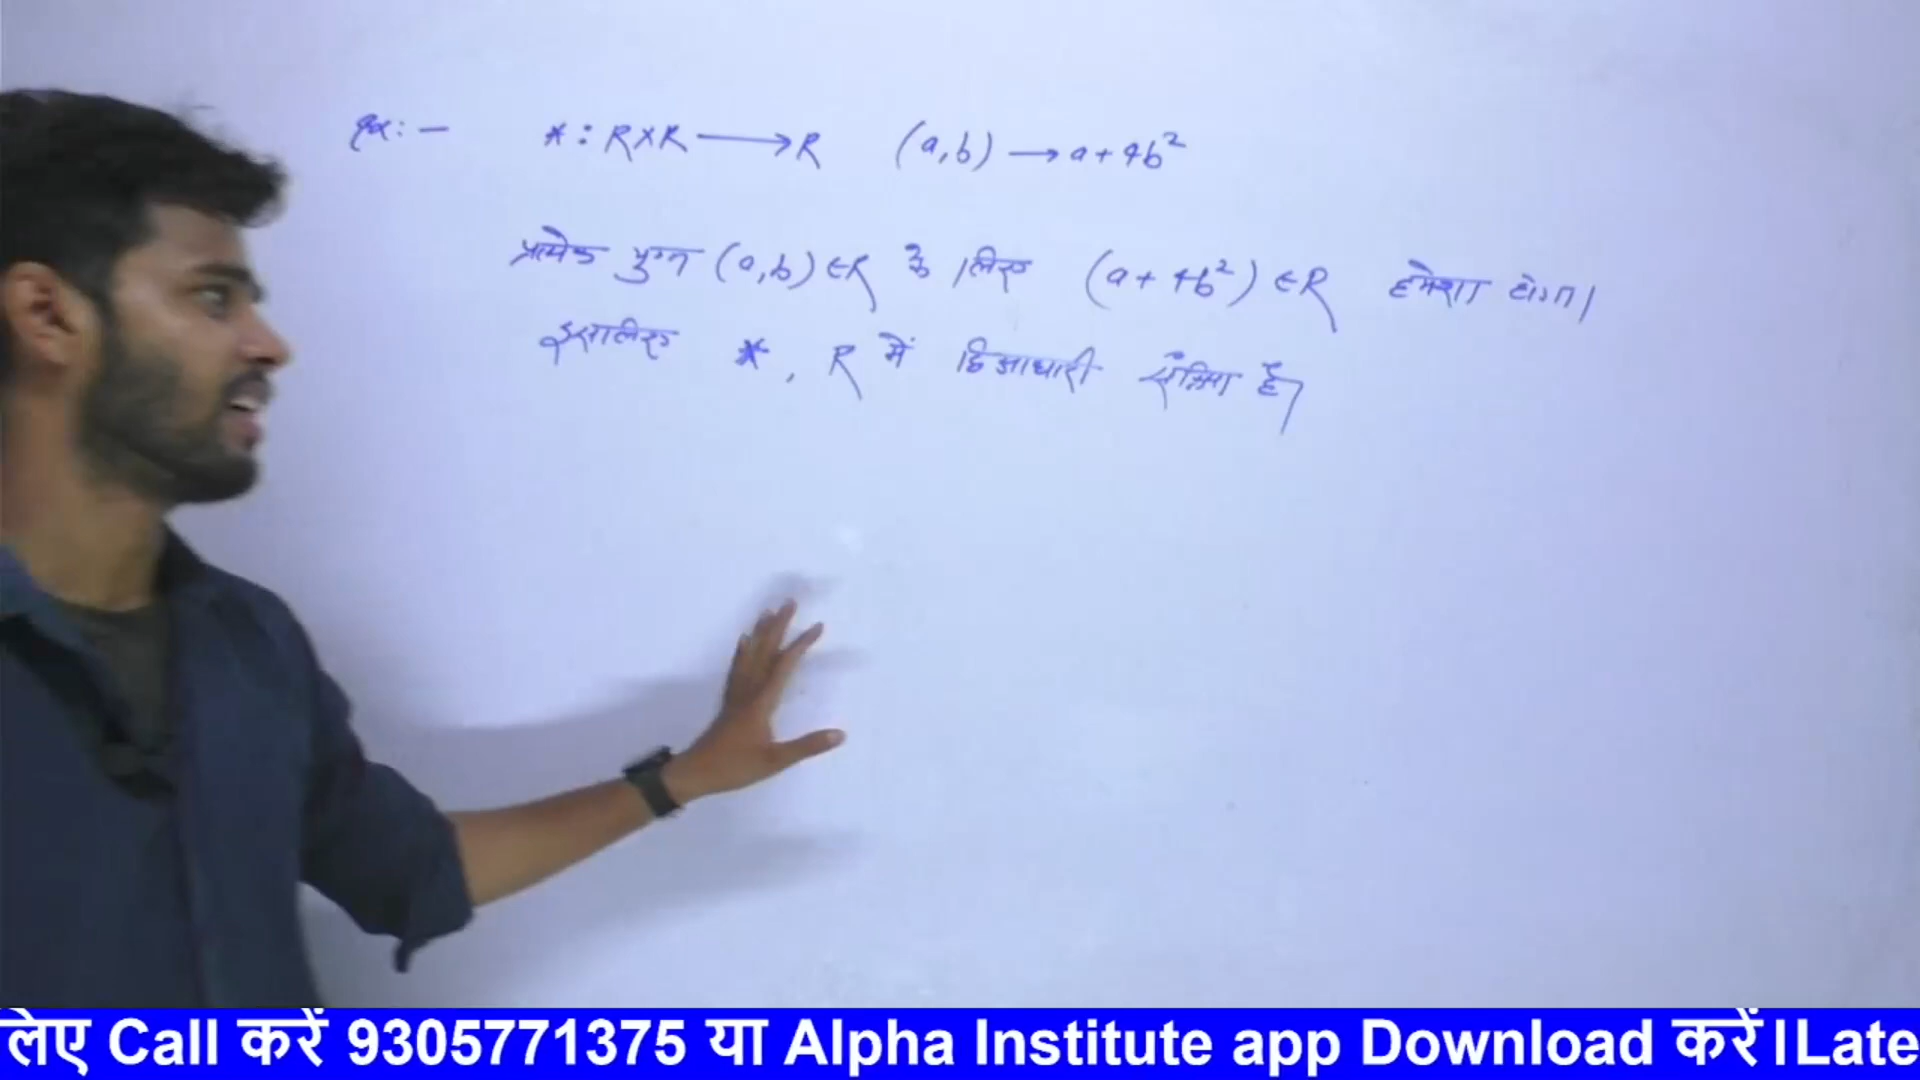 Ex:- * : R×R ⟶ R (a,b) → a+4b²
प्रत्येक युग्म (a,b) ∈ R के लिए (a+4b²) ∈ R हमेशा होगा।
इसलिए *, R में द्विआधारी संक्रिया है।
लिए Call करें 9305771375 या Alpha Institute app Download करें।Late